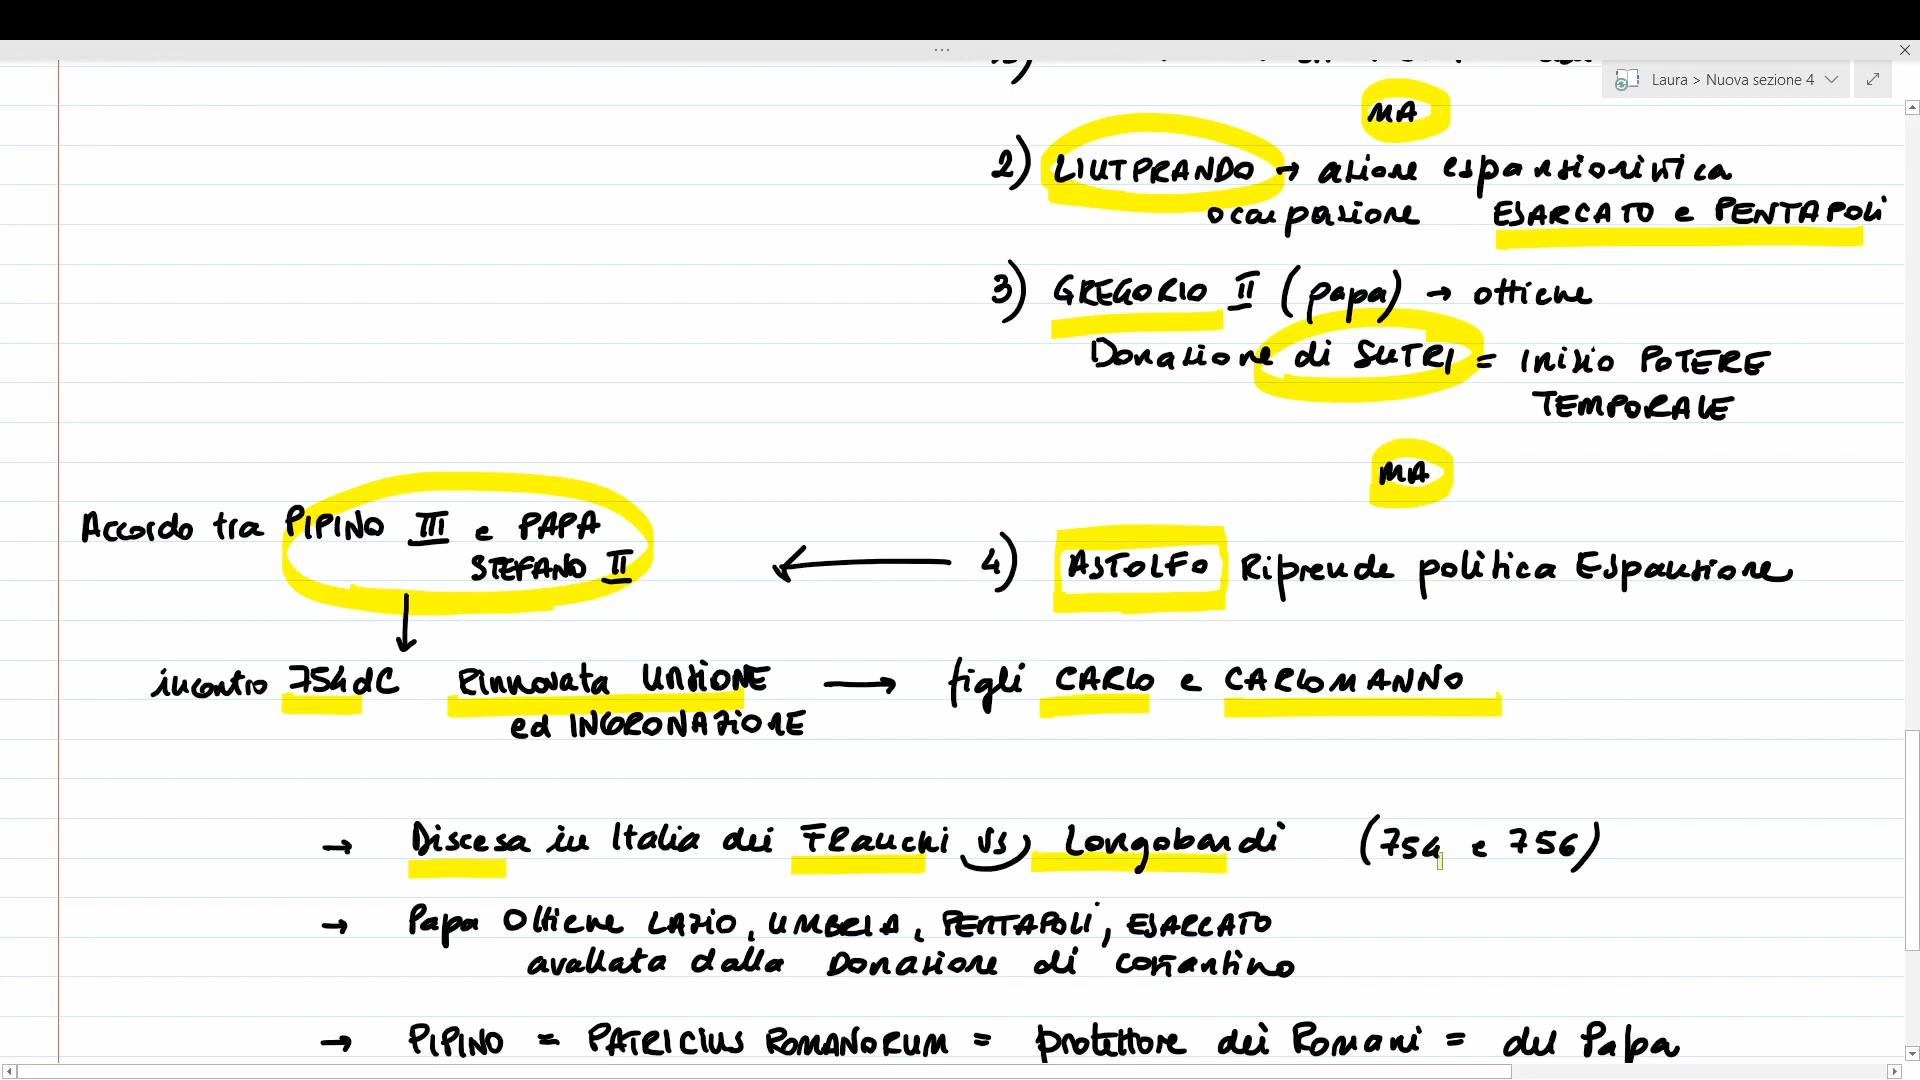 Laura > Nuova sezione 4
MA
2) LIUTPRANDO → azione espansionistica
occupazione ESARCATO e PENTAPOLI
3) GREGORIO II (papa) → ottiene
Donazione di SUTRI = Inizio POTERE
TEMPORALE
MA
Accordo tra PIPINO III e PAPA
STEFANO II
4) ASTOLFO Riprende politica Espansione
incontro 754 dC Rinnovata UNZIONE → figli CARLO e CARLOMANNO
ed INCORONAZIONE
→ Discesa in Italia dei FRanchi vs Longobardi (754 e 756)
→ Papa Ottiene LAZIO, UMBRIA, PENTAPOLI, ESARCATO
avallata dalla Donazione di costantino
→ PIPINO = PATRICIUS ROMANORUM = protettore dei Romani = del Papa